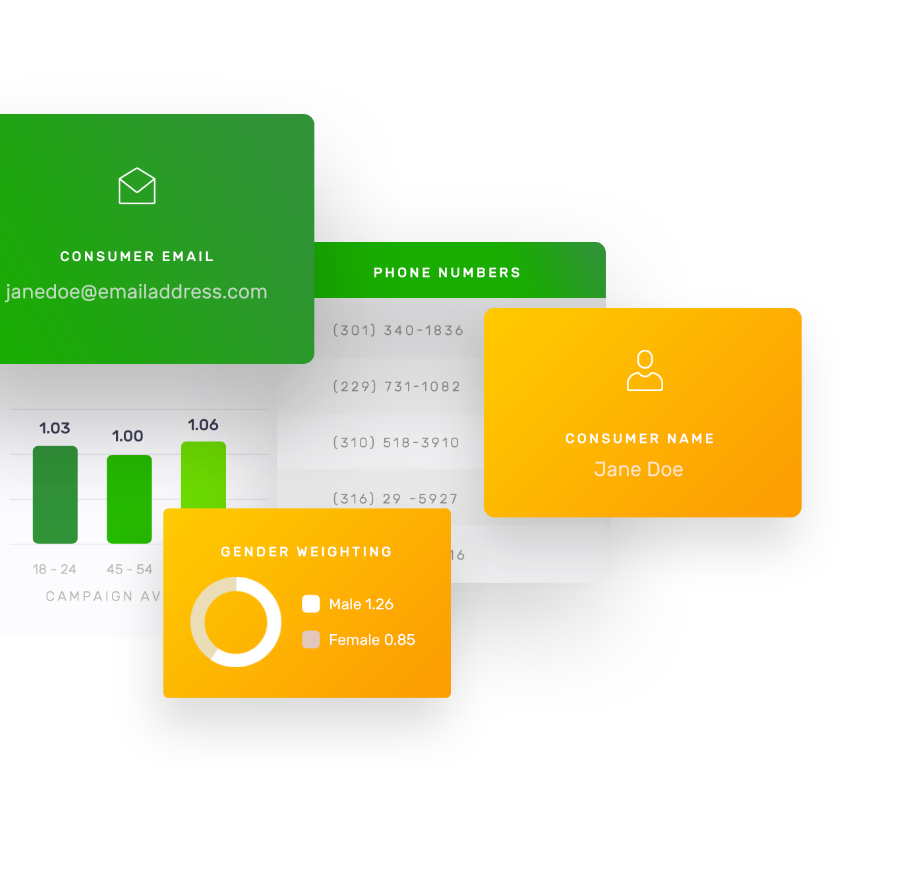 CONSUMER EMAIL
janedoe@emailaddress.com
PHONE NUMBERS
(301) 340-1836
(229) 731-1082
(310) 518-3910
(316) 29 -5927
16
CONSUMER NAME
Jane Doe
1.03
1.00
1.06
18 - 24
45 - 54
CAMPAIGN AV
GENDER WEIGHTING
Male 1.26
Female 0.85